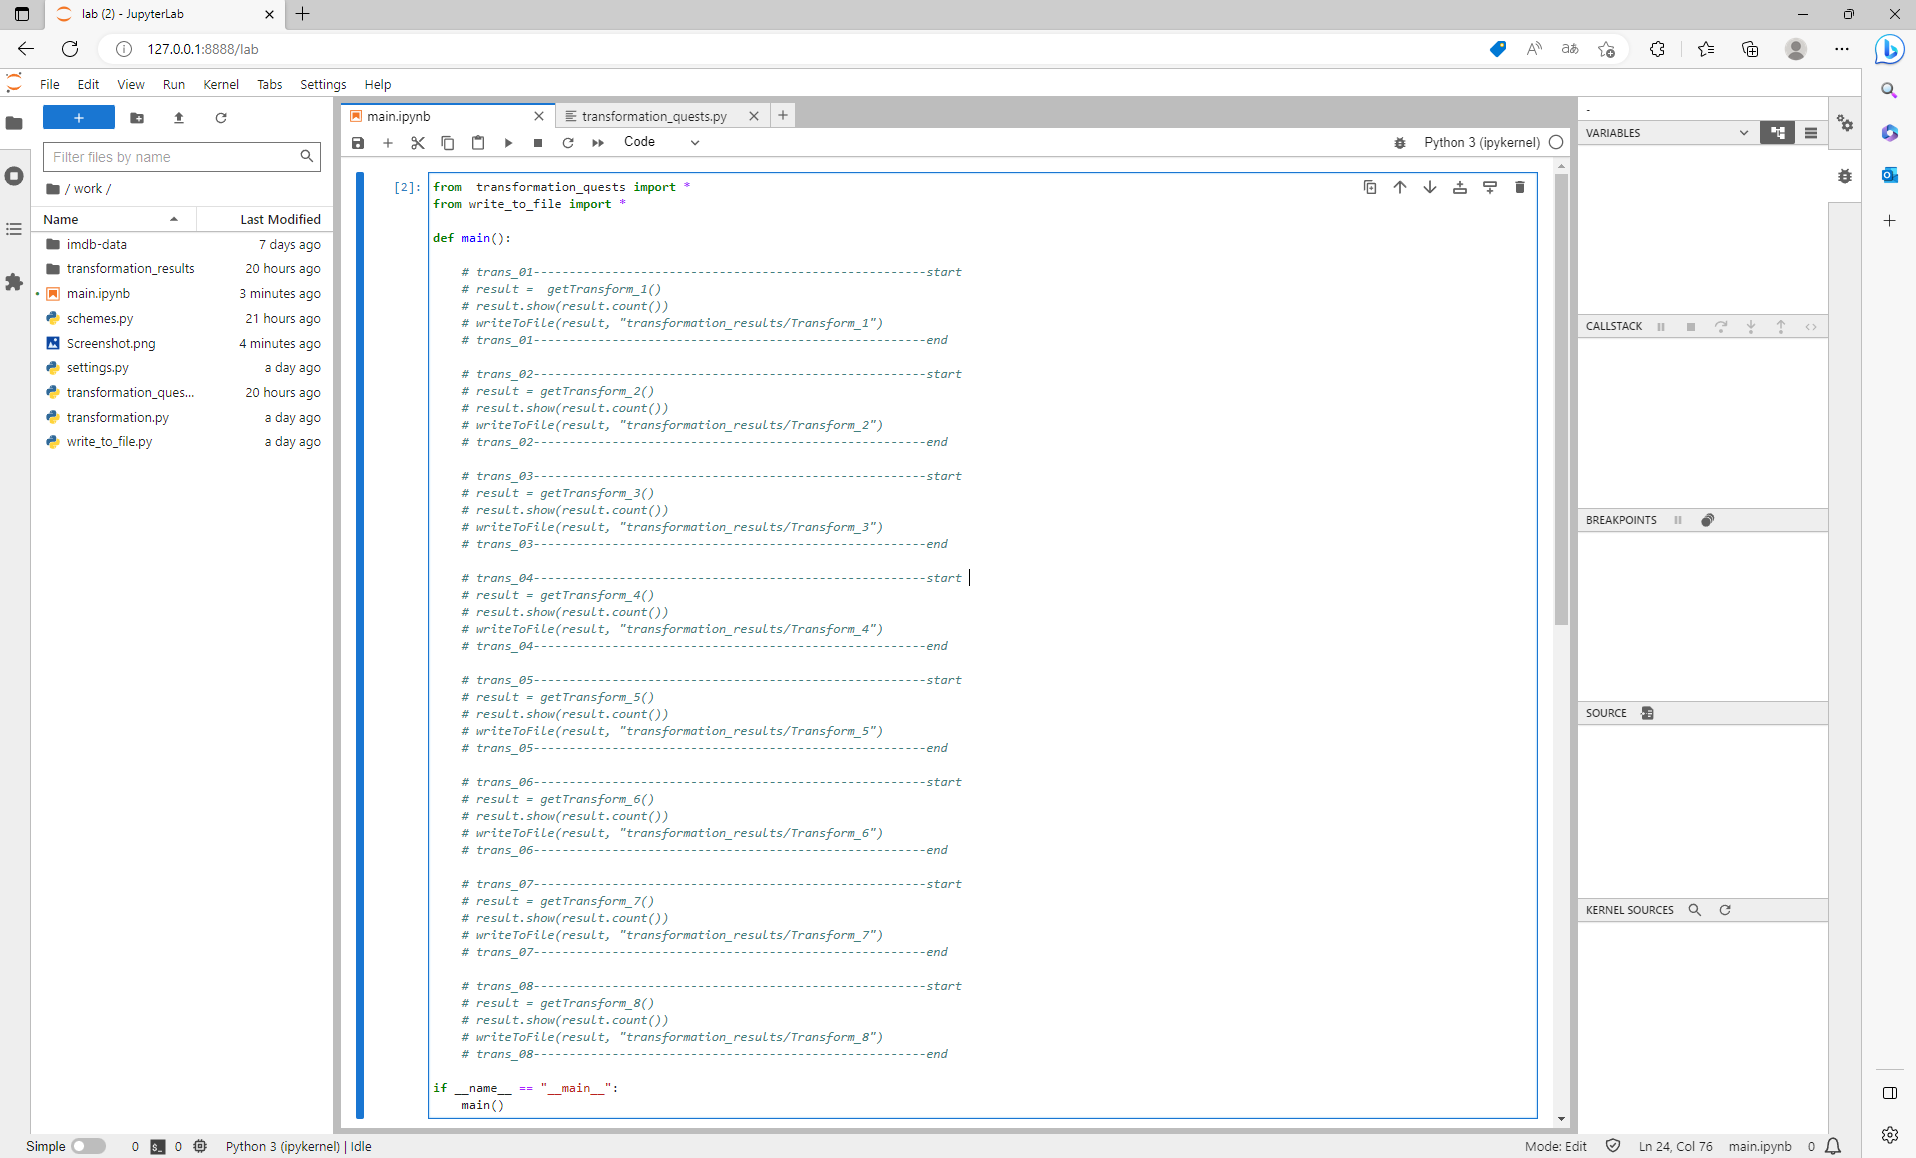 lab (2) - JupyterLab
127.0.0.1:8888/lab
File Edit View Run Kernel Tabs Settings Help
Filter files by name
/ work /
Name Last Modified
imdb-data 7 days ago
transformation_results 20 hours ago
main.ipynb 3 minutes ago
schemes.py 21 hours ago
Screenshot.png 4 minutes ago
settings.py a day ago
transformation_ques... 20 hours ago
transformation.py a day ago
write_to_file.py a day ago
main.ipynb transformation_quests.py
Code Python 3 (ipykernel)
[2]: from  transformation_quests import *
from write_to_file import *
def main():
# trans_01-------------------------------------------------------start
# result =  getTransform_1()
# result.show(result.count())
# writeToFile(result, "transformation_results/Transform_1")
# trans_01-------------------------------------------------------end
# trans_02-------------------------------------------------------start
# result = getTransform_2()
# result.show(result.count())
# writeToFile(result, "transformation_results/Transform_2")
# trans_02-------------------------------------------------------end
# trans_03-------------------------------------------------------start
# result = getTransform_3()
# result.show(result.count())
# writeToFile(result, "transformation_results/Transform_3")
# trans_03-------------------------------------------------------end
# trans_04-------------------------------------------------------start
# result = getTransform_4()
# result.show(result.count())
# writeToFile(result, "transformation_results/Transform_4")
# trans_04-------------------------------------------------------end
# trans_05-------------------------------------------------------start
# result = getTransform_5()
# result.show(result.count())
# writeToFile(result, "transformation_results/Transform_5")
# trans_05-------------------------------------------------------end
# trans_06-------------------------------------------------------start
# result = getTransform_6()
# result.show(result.count())
# writeToFile(result, "transformation_results/Transform_6")
# trans_06-------------------------------------------------------end
# trans_07-------------------------------------------------------start
# result = getTransform_7()
# result.show(result.count())
# writeToFile(result, "transformation_results/Transform_7")
# trans_07-------------------------------------------------------end
# trans_08-------------------------------------------------------start
# result = getTransform_8()
# result.show(result.count())
# writeToFile(result, "transformation_results/Transform_8")
# trans_08-------------------------------------------------------end
if __name__ == "__main__":
main()
-
VARIABLES
CALLSTACK
BREAKPOINTS
SOURCE
KERNEL SOURCES
Simple 0 0 Python 3 (ipykernel) | Idle
Mode: Edit Ln 24, Col 76 main.ipynb 0